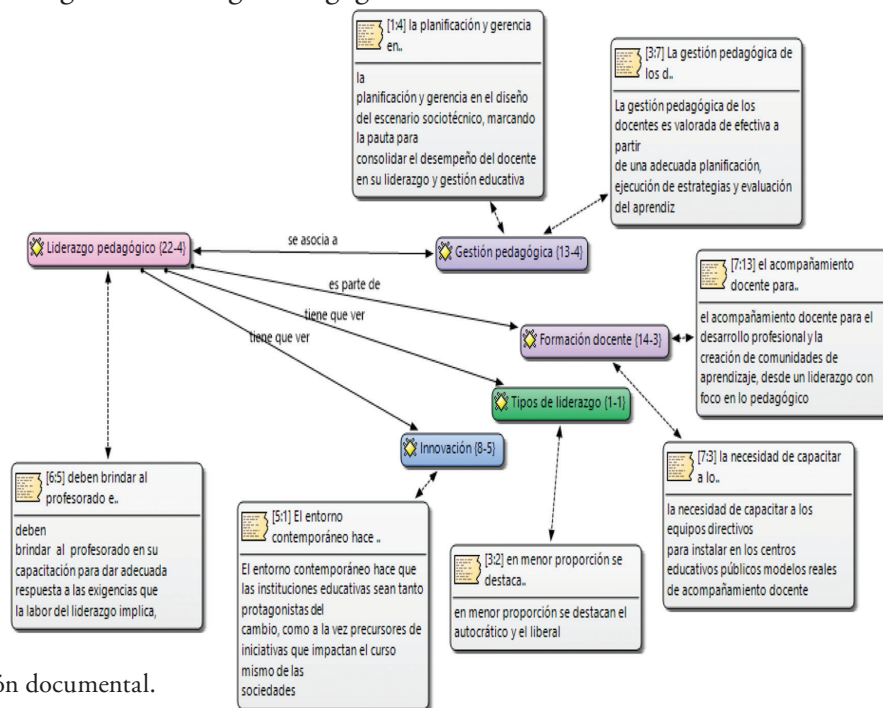 [1:4] la planificación y gerencia
en..
la
planificación y gerencia en el diseño
del escenario sociotécnico, marcando
la pauta para
consolidar el desempeño del docente
en su liderazgo y gestión educativa
[3:7] La gestión pedagógica de
los d..
La gestión pedagógica de los
docentes es valorada de efectiva a
partir
de una adecuada planificación,
ejecución de estrategias y evaluación
del aprendiz
Liderazgo pedagógico {22-4}
se asocia a
Gestión pedagógica {13-4}
es parte de
tiene que ver
tiene que ver
Formación docente {14-3}
Tipos de liderazgo {1-1}
Innovación {8-5}
[7:13] el acompañamiento
docente para..
el acompañamiento docente para el
desarrollo profesional y la
creación de comunidades de
aprendizaje, desde un liderazgo con
foco en lo pedagógico
[6:5] deben brindar al
profesorado e..
deben
brindar al profesorado en su
capacitación para dar adecuada
respuesta a las exigencias que
la labor del liderazgo implica,
[5:1] El entorno
contemporáneo hace ..
El entorno contemporáneo hace que
las instituciones educativas sean tanto
protagonistas del
cambio, como a la vez precursores de
iniciativas que impactan el curso
mismo de las
sociedades
[3:2] en menor proporción se
destaca..
en menor proporción se destacan el
autocrático y el liberal
[7:3] la necesidad de capacitar
a lo..
la necesidad de capacitar a los
equipos directivos
para instalar en los centros
educativos públicos modelos reales
de acompañamiento docente
ón documental.